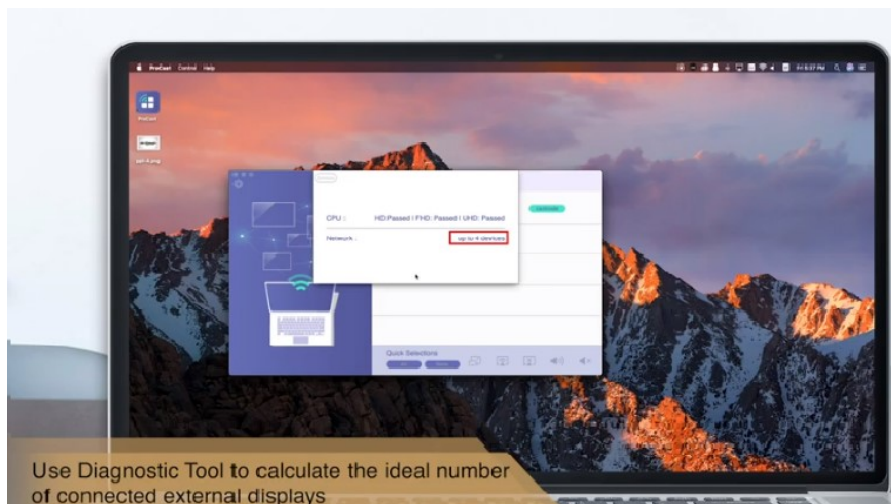 ProCast Control Help
ProCast
CPU : HD:Passed | FHD: Passed | UHD: Passed
Network : up to 4 devices
Quick Selections
Use Diagnostic Tool to calculate the ideal number
of connected external displays